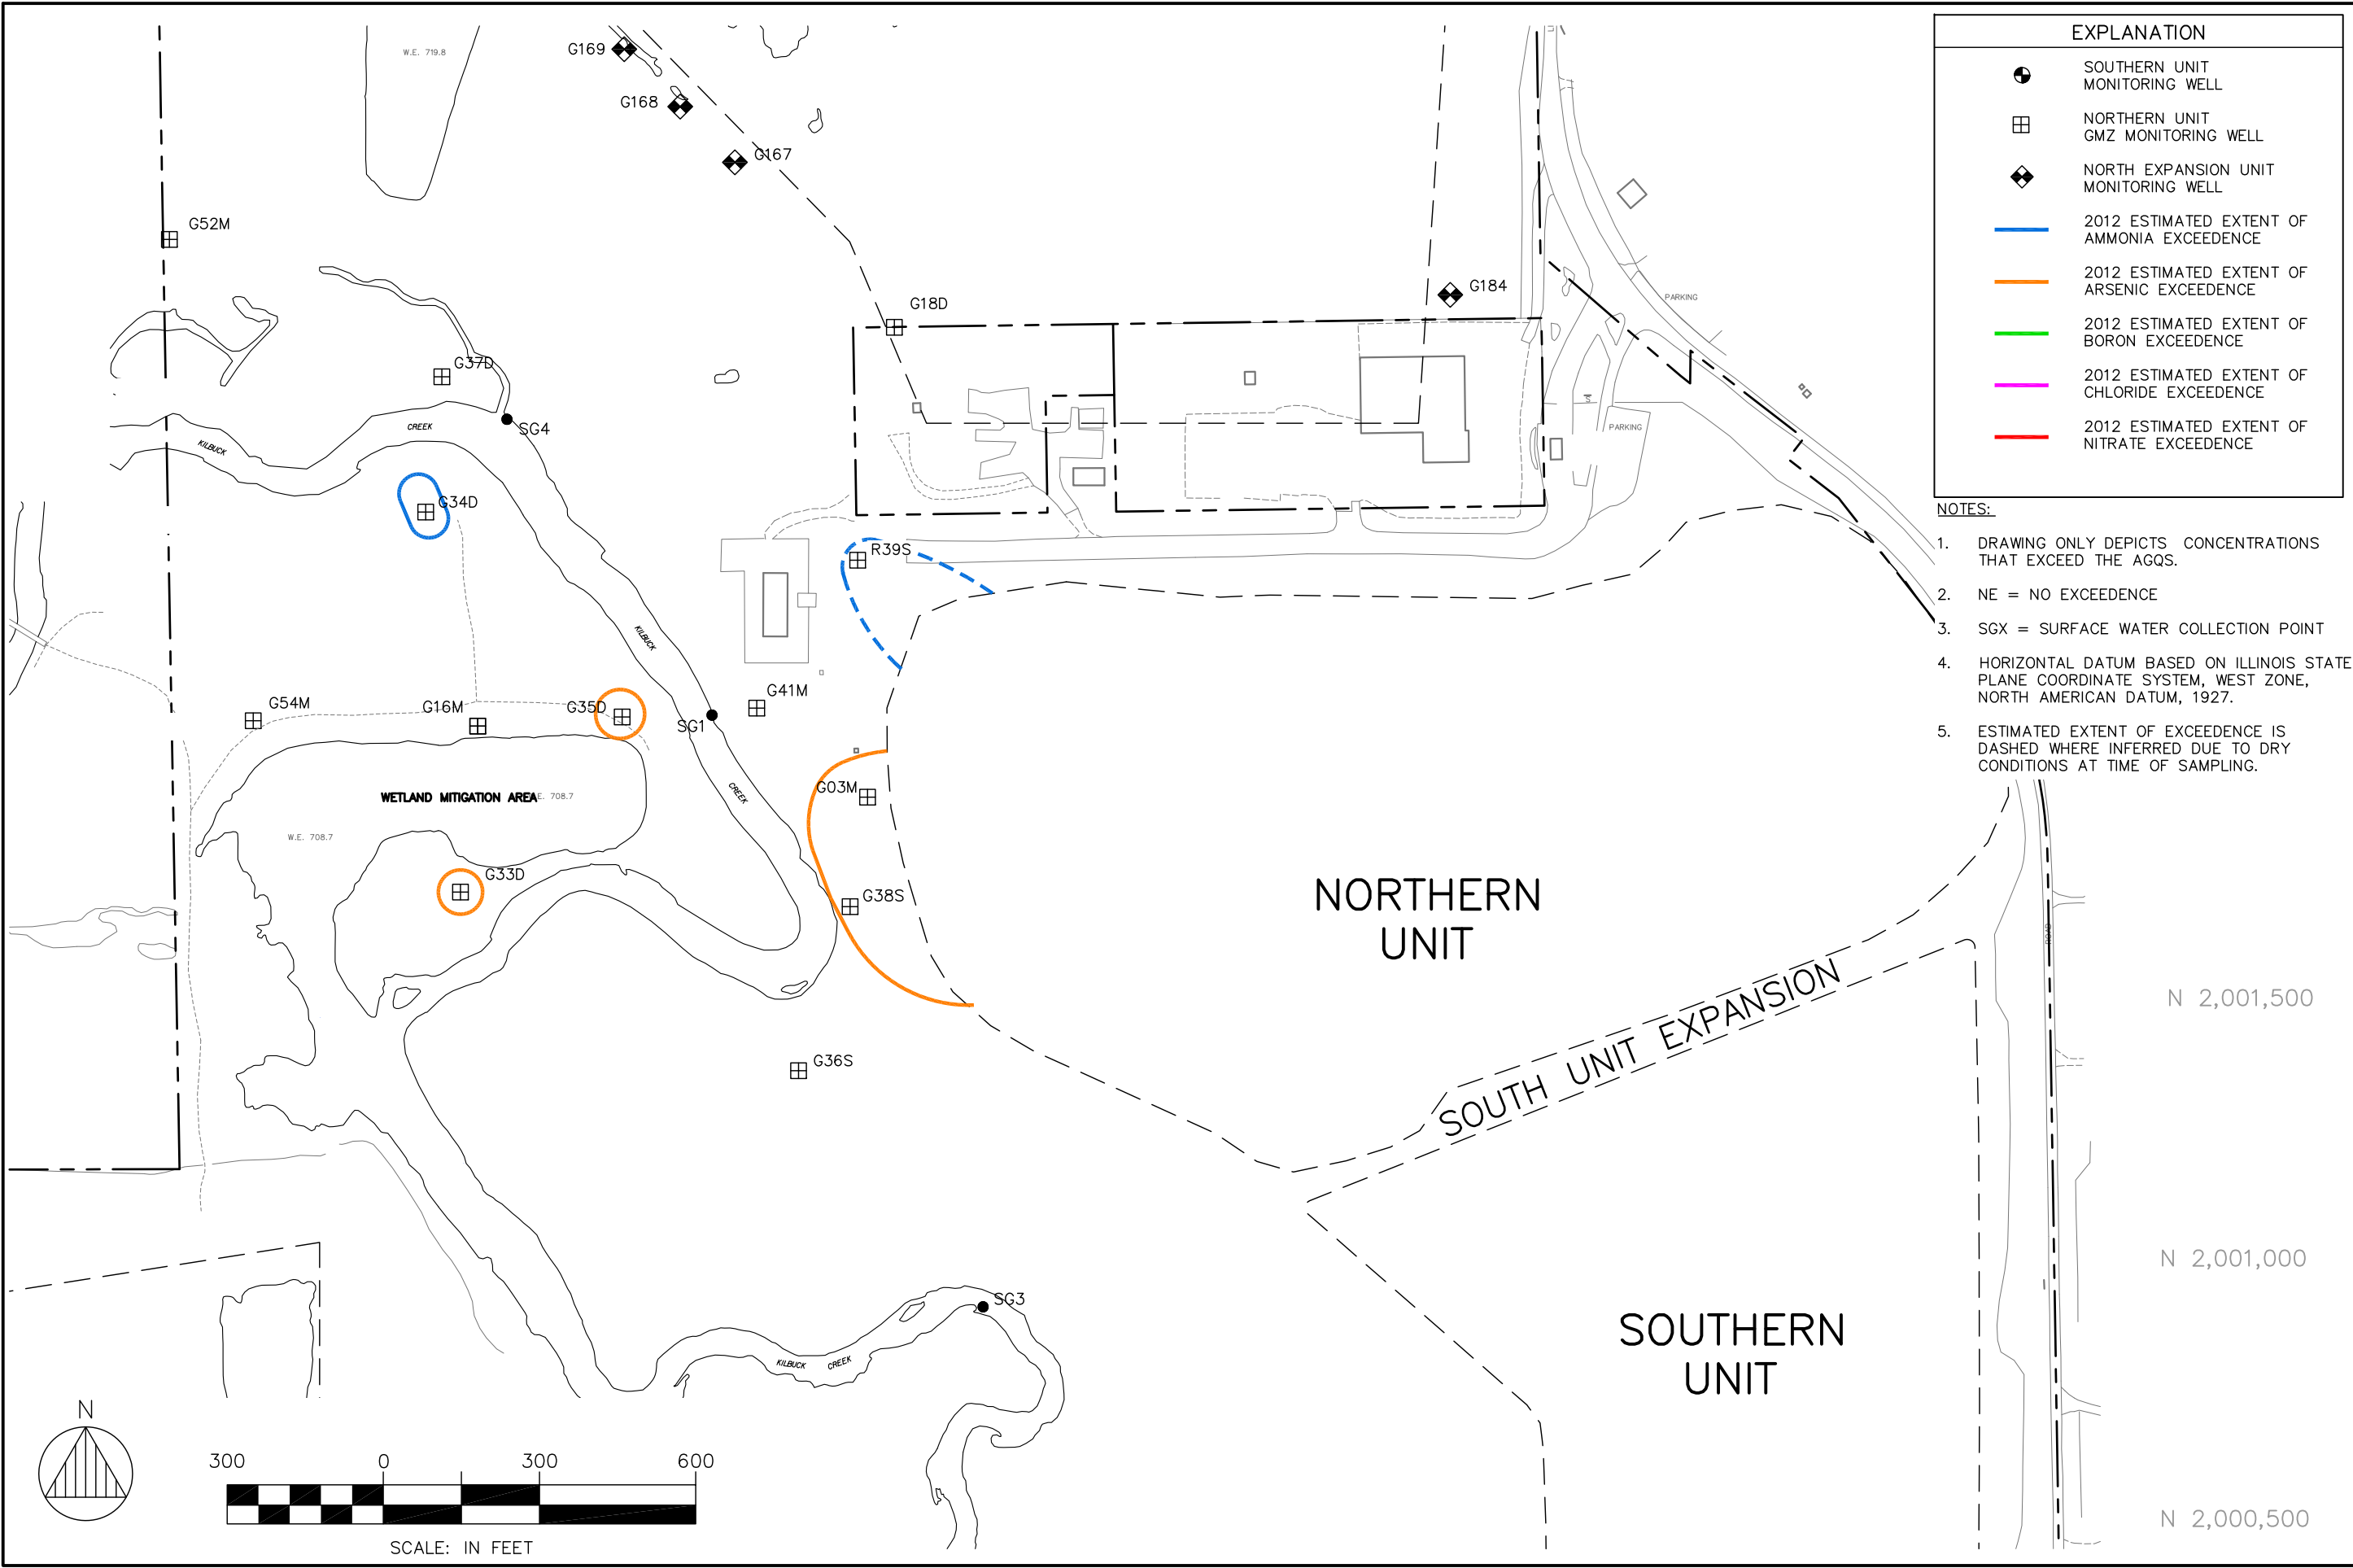 EXPLANATION
SOUTHERN UNIT
MONITORING WELL
NORTHERN UNIT
GMZ MONITORING WELL
NORTH EXPANSION UNIT
MONITORING WELL
2012 ESTIMATED EXTENT OF
AMMONIA EXCEEDENCE
2012 ESTIMATED EXTENT OF
ARSENIC EXCEEDENCE
2012 ESTIMATED EXTENT OF
BORON EXCEEDENCE
2012 ESTIMATED EXTENT OF
CHLORIDE EXCEEDENCE
2012 ESTIMATED EXTENT OF
NITRATE EXCEEDENCE
NOTES:
1. DRAWING ONLY DEPICTS CONCENTRATIONS
THAT EXCEED THE AGQS.
2. NE = NO EXCEEDENCE
3. SGX = SURFACE WATER COLLECTION POINT
4. HORIZONTAL DATUM BASED ON ILLINOIS STATE
PLANE COORDINATE SYSTEM, WEST ZONE,
NORTH AMERICAN DATUM, 1927.
5. ESTIMATED EXTENT OF EXCEEDENCE IS
DASHED WHERE INFERRED DUE TO DRY
CONDITIONS AT TIME OF SAMPLING.
W.E. 719.8
G169
G168
G167
G52M
G184
PARKING
G18D
G37D
SG4
KILBUCK
CREEK
PARKING
G34D
R39S
KILBUCK
G54M
G16M
G35D
SG1
G41M
CREEK
G03M
WETLAND MITIGATION AREA
E. 708.7
W.E. 708.7
G33D
G38S
NORTHERN
UNIT
ROAD
SOUTH UNIT EXPANSION
N 2,001,500
G36S
N 2,001,000
SG3
SOUTHERN
UNIT
KILBUCK
CREEK
N
300 0 300 600
SCALE: IN FEET
N 2,000,500